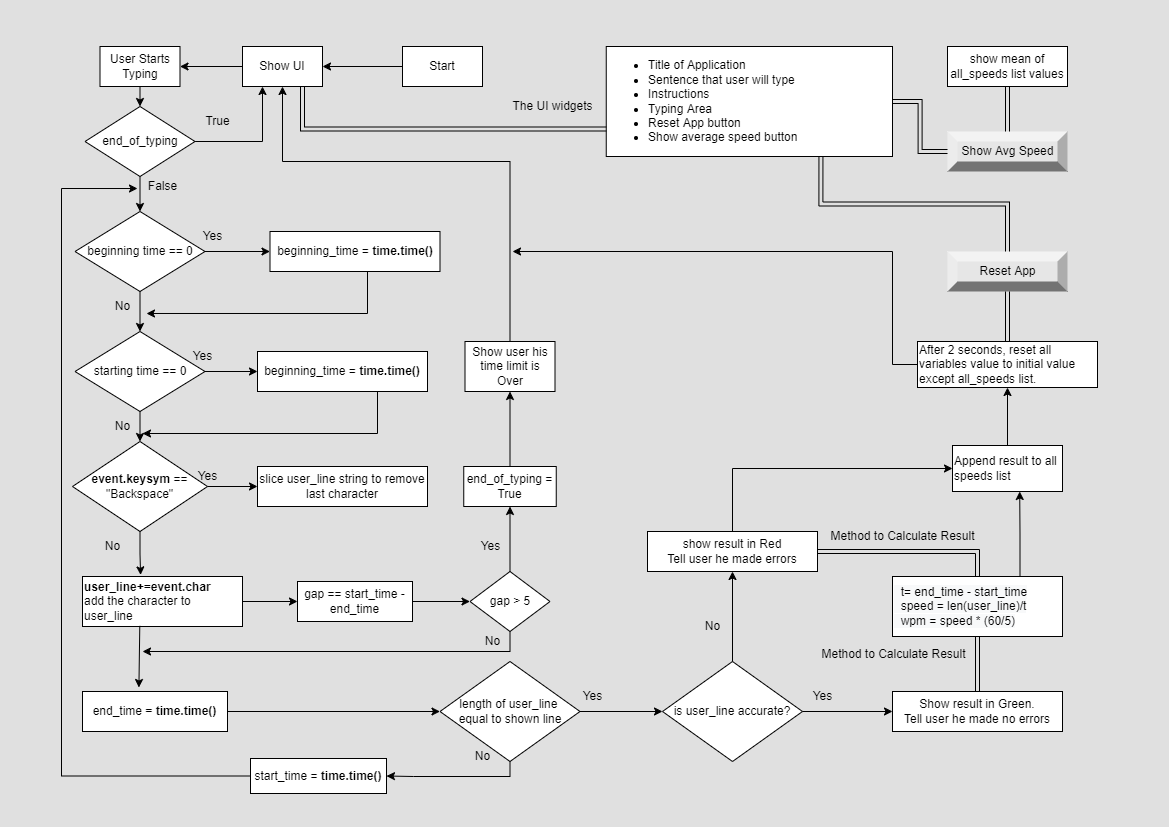 User Starts
Typing
Show UI
Start
The UI widgets
Title of Application
Sentence that user will type
Instructions
Typing Area
Reset App button
Show average speed button
show mean of
all_speeds list values
end_of_typing
True
Show Avg Speed
False
beginning time == 0
Yes
beginning_time = time.time()
Reset App
No
starting time == 0
Yes
beginning_time = time.time()
Show user his
time limit is
Over
After 2 seconds, reset all
variables value to initial value
except all_speeds list.
No
event.keysym ==
"Backspace"
Yes
slice user_line string to remove
last character
end_of_typing =
True
Append result to all
speeds list
No
Yes
show result in Red
Tell user he made errors
Method to Calculate Result
user_line+=event.char
add the character to
user_line
gap == start_time -
end_time
gap > 5
t= end_time - start_time
speed = len(user_line)/t
wpm = speed * (60/5)
No
No
Method to Calculate Result
end_time = time.time()
length of user_line
equal to shown line
Yes
is user_line accurate?
Yes
Show result in Green.
Tell user he made no errors
No
start_time = time.time()